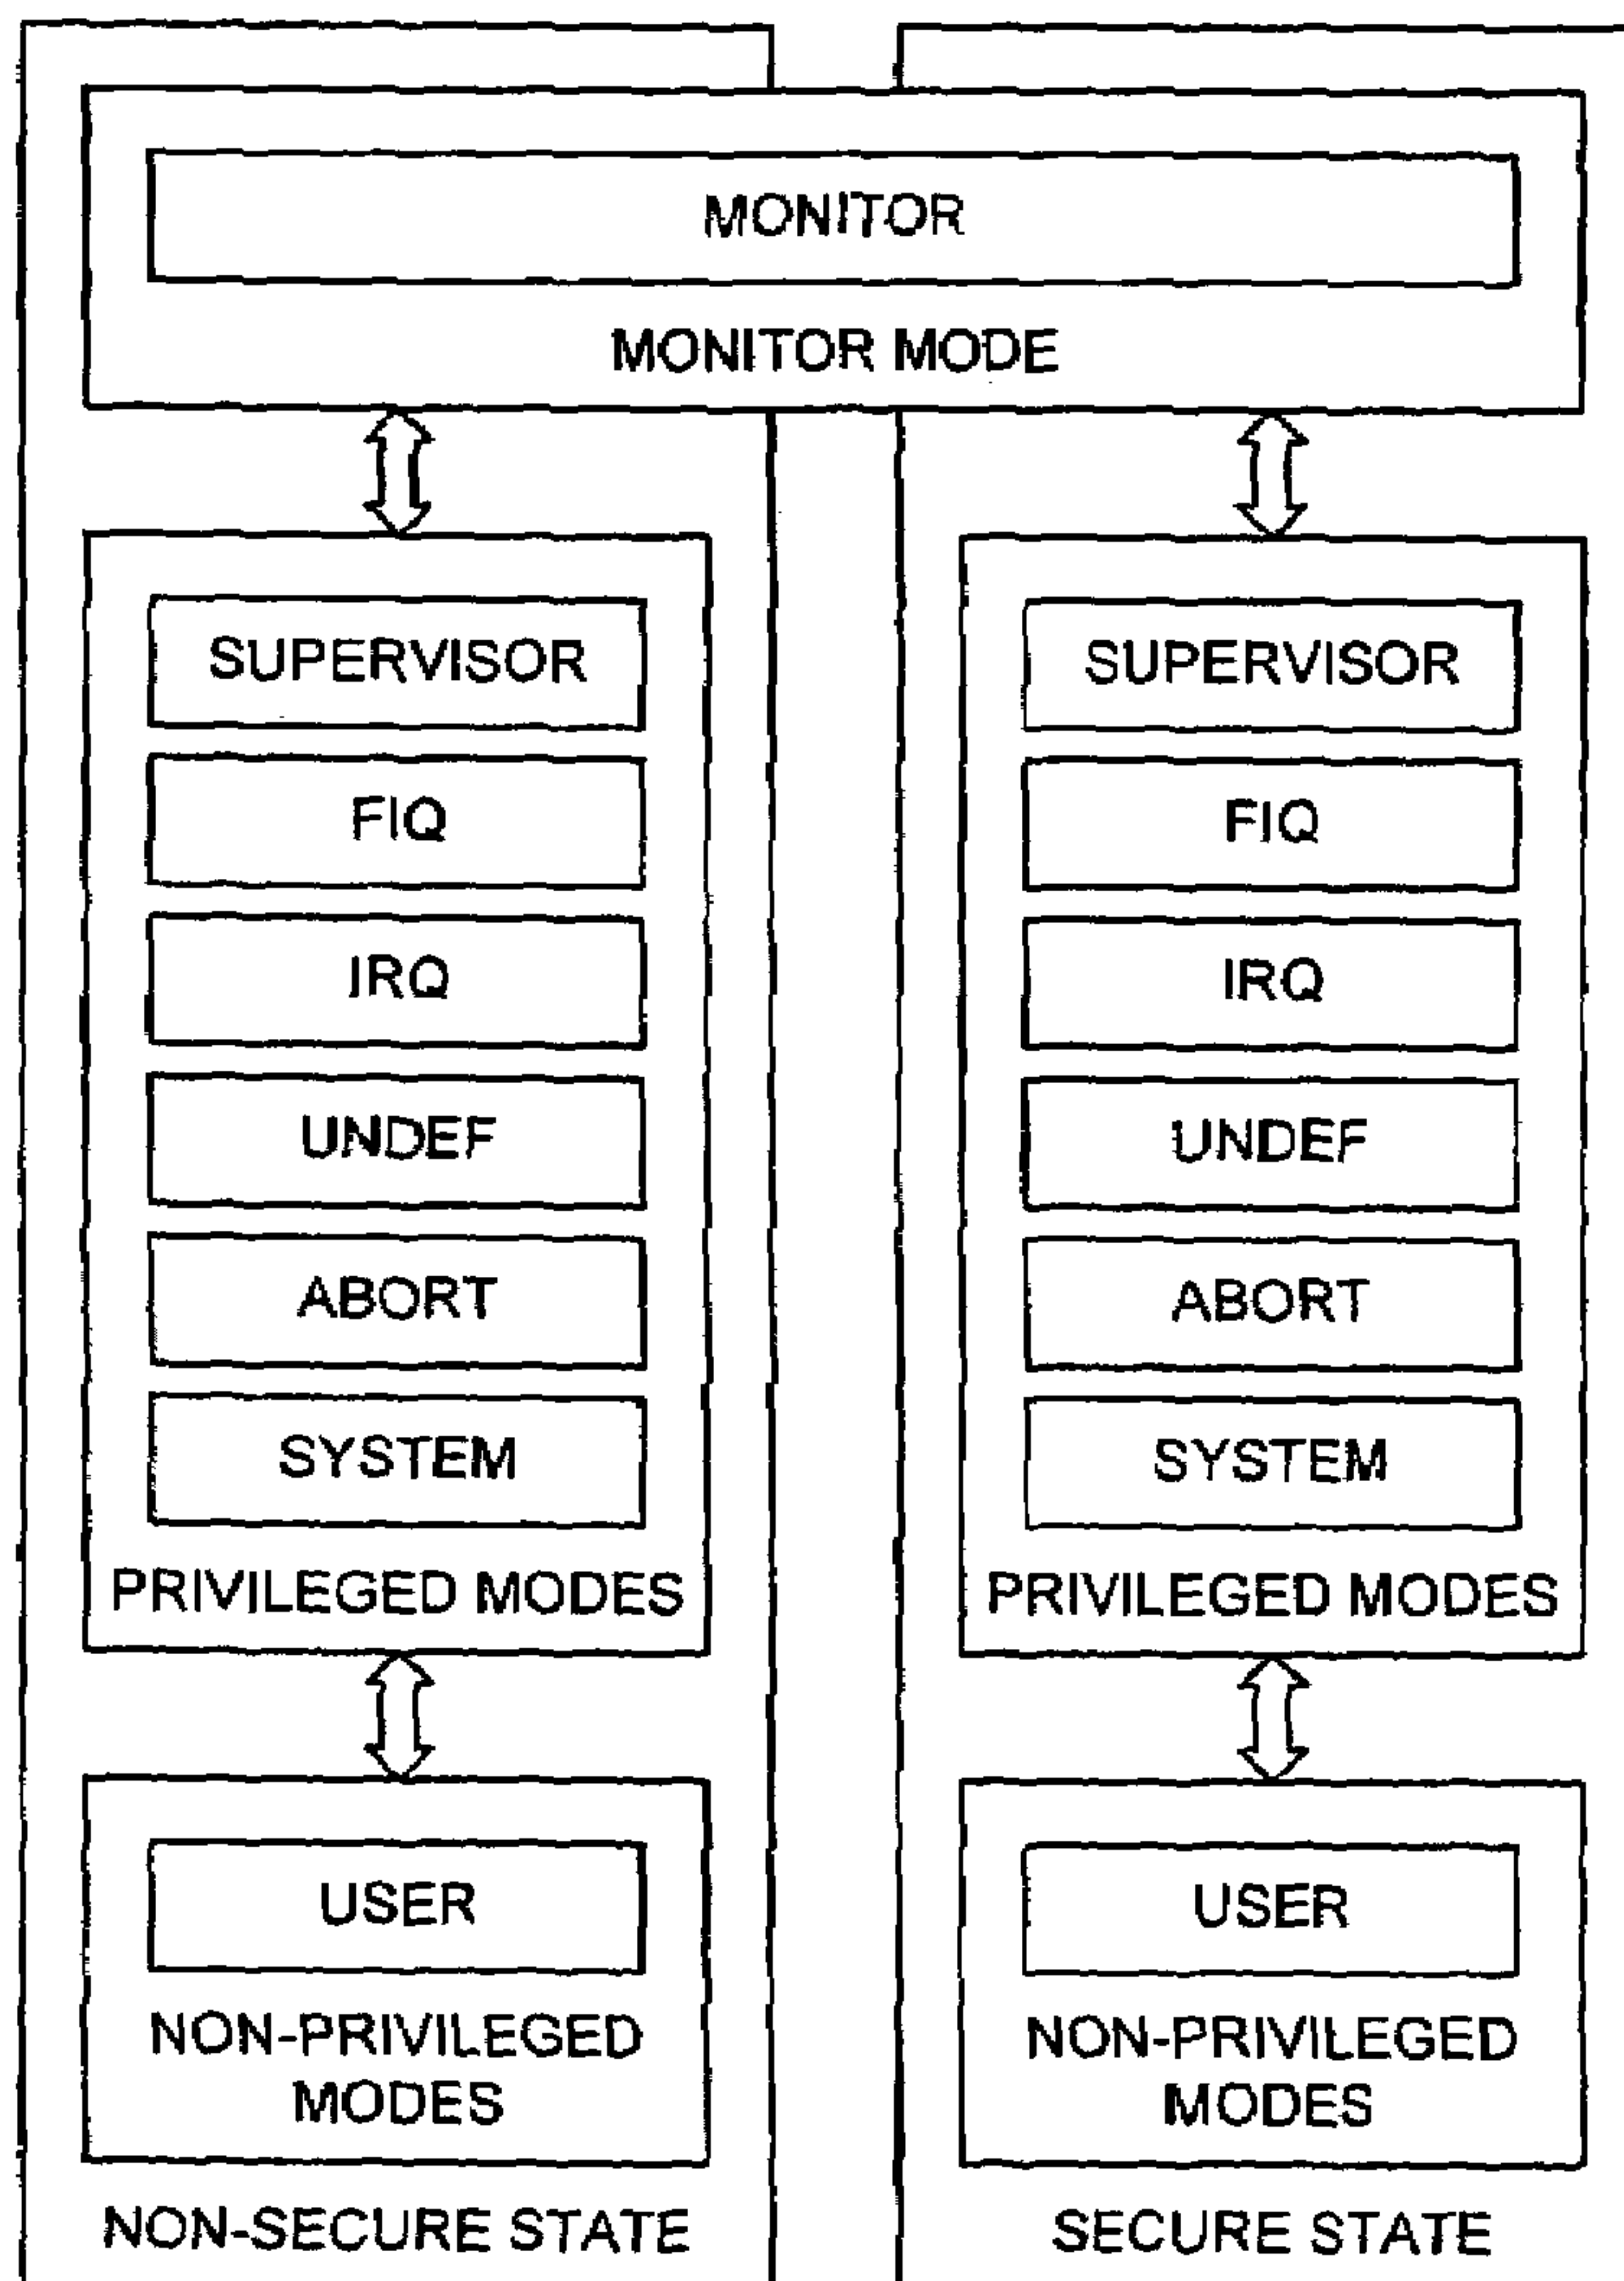 MONITOR
MONITOR MODE
SUPERVISOR
FIQ
IRQ
UNDEF
ABORT
SYSTEM
PRIVILEGED MODES
USER
NON-PRIVILEGED
MODES
NON-SECURE STATE
SUPERVISOR
FIQ
IRQ
UNDEF
ABORT
SYSTEM
PRIVILEGED MODES
USER
NON-PRIVILEGED
MODES
SECURE STATE